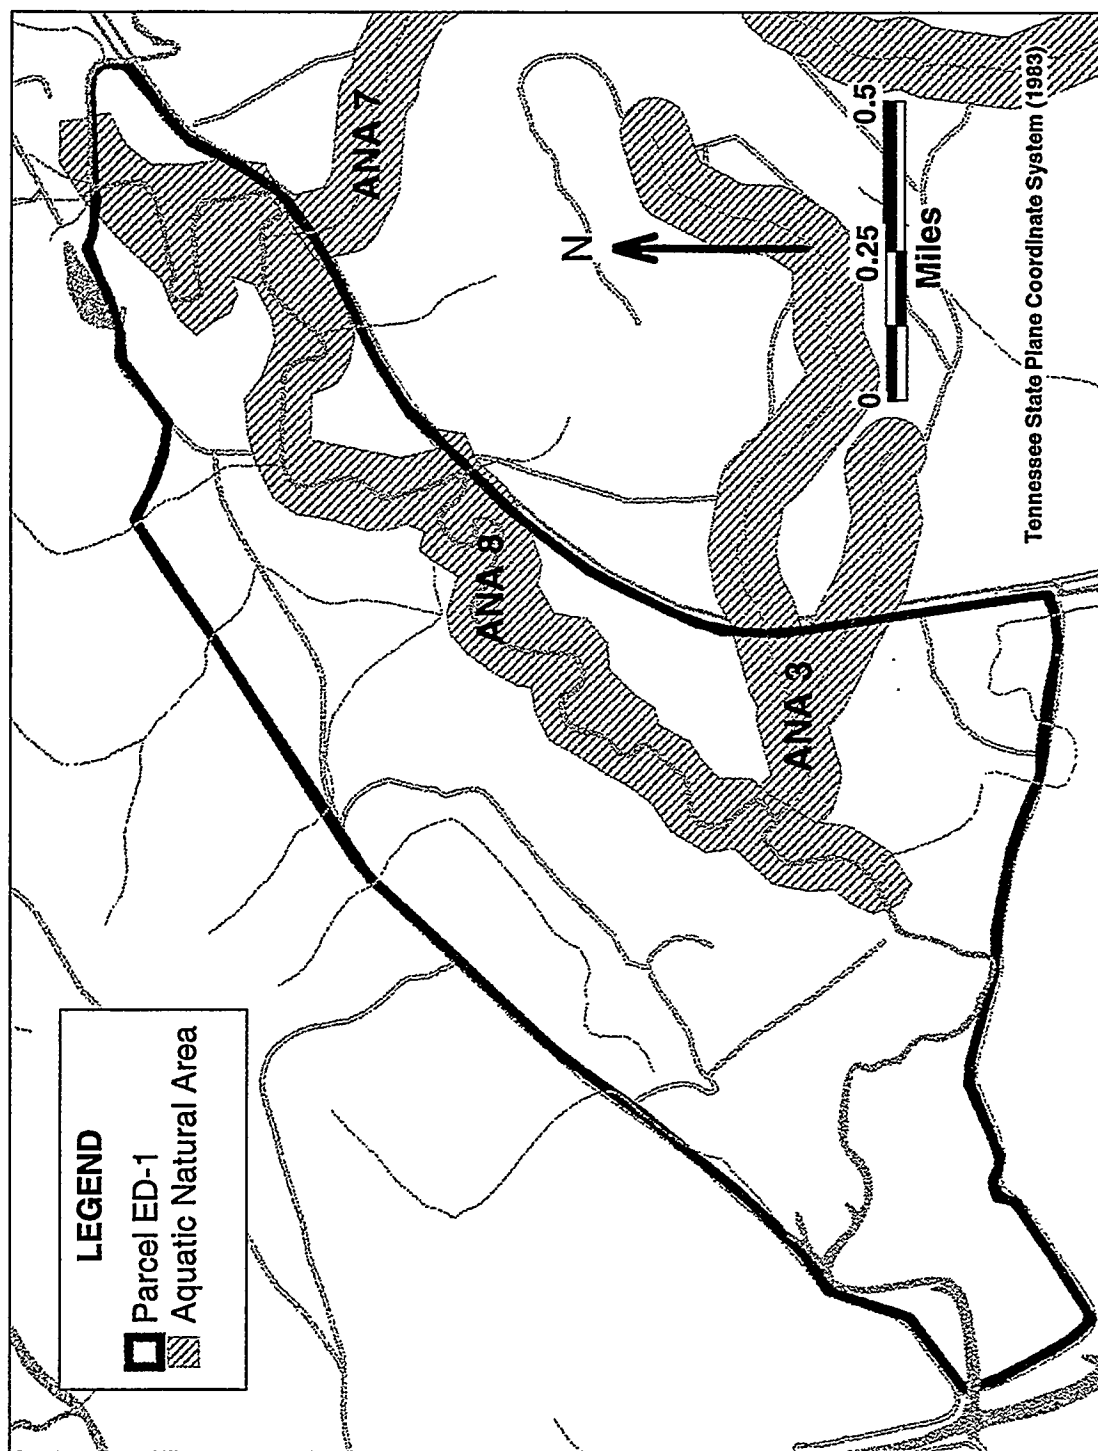 LEGEND
Parcel ED-1
Aquatic Natural Area
ANA 7
ANA 8
ANA 3
N
0 0.25 0.5
Miles
Tennessee State Plane Coordinate System (1983)